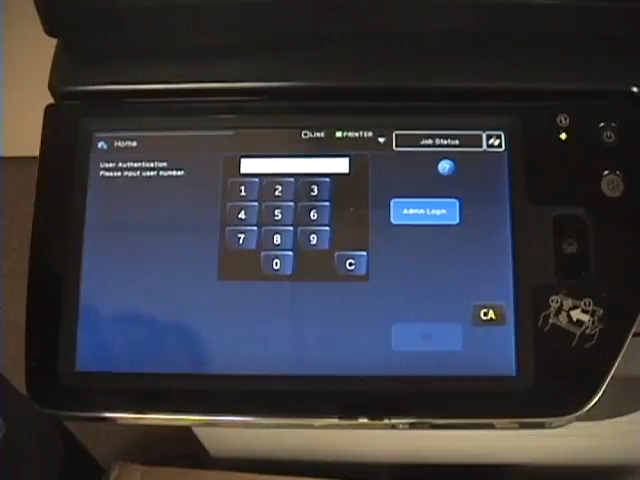 Home
LINE
PRINTER
Job Status
User Authentication
Please input user number.
1 2 3
4 5 6
7 8 9
0 C
?
Admin Login
CA